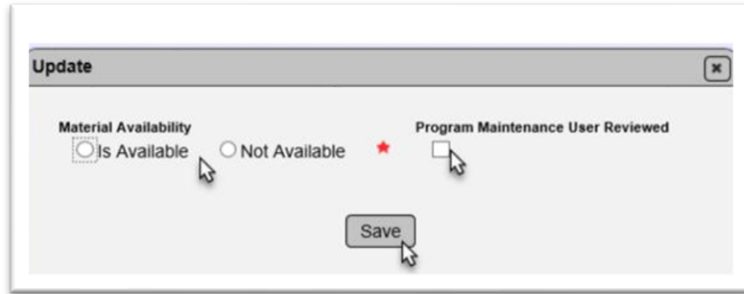 Update
Material Availability Program Maintenance User Reviewed
Is Available Not Available
Save